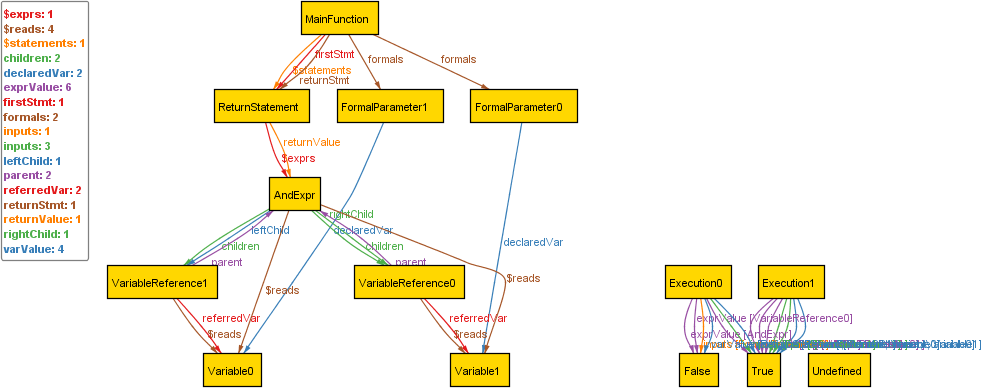 $exprs: 1
$reads: 4
$statements: 1
children: 2
declaredVar: 2
exprValue: 6
firstStmt: 1
formals: 2
inputs: 1
inputs: 3
leftChild: 1
parent: 2
referredVar: 2
returnStmt: 1
returnValue: 1
rightChild: 1
varValue: 4
MainFunction
firstStmt
formals
formals
$statements
returnStmt
ReturnStatement
FormalParameter1
FormalParameter0
returnValue
$exprs
AndExpr
rightChild
leftChild
declaredVar
declaredVar
children
children
parent
parent
VariableReference1
VariableReference0
$reads
$reads
Execution0
Execution1
referredVar
referredVar
exprValue [VariableReference0]
$reads
$reads
exprValue [AndExpr]
Variable0
Variable1
False
True
Undefined